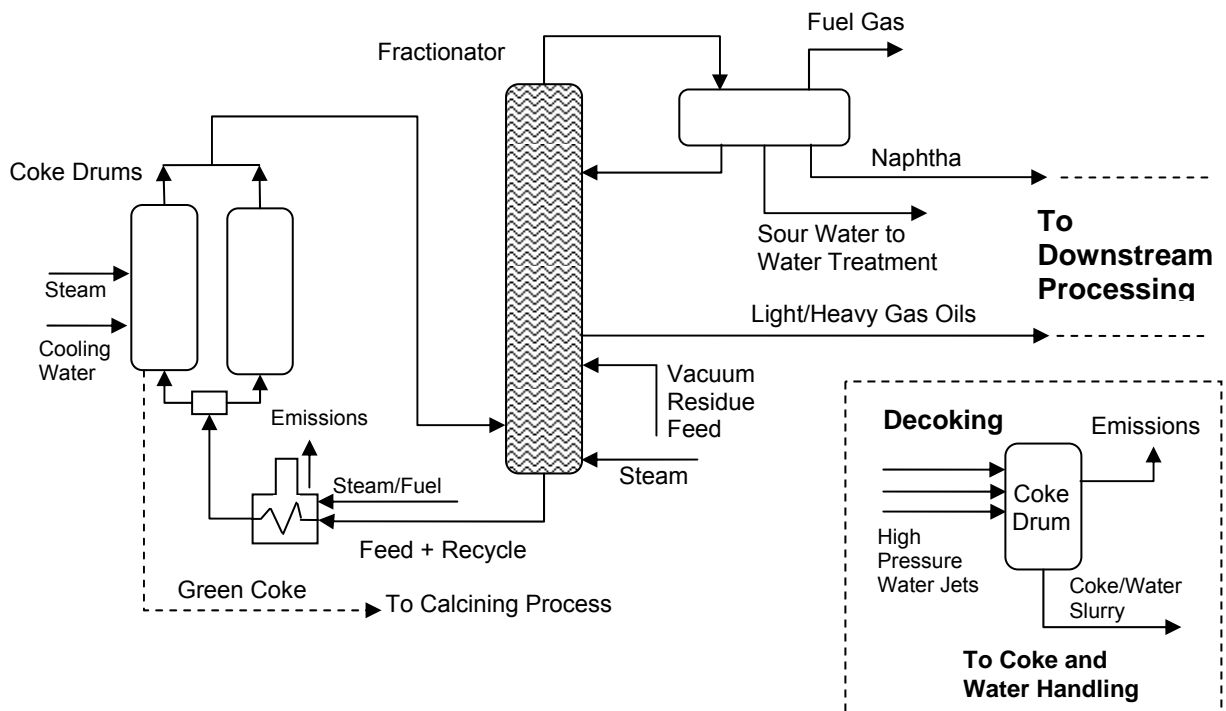 Fuel Gas
Fractionator
Naphtha
Coke Drums
Sour Water to
Water Treatment
To
Downstream
Processing
Steam
Light/Heavy Gas Oils
Cooling
Water
Vacuum
Residue
Feed
Emissions
Steam
Steam/Fuel
Feed + Recycle
Green Coke
To Calcining Process
Decoking
Emissions
Coke
Drum
High
Pressure
Water Jets
Coke/Water
Slurry
To Coke and
Water Handling